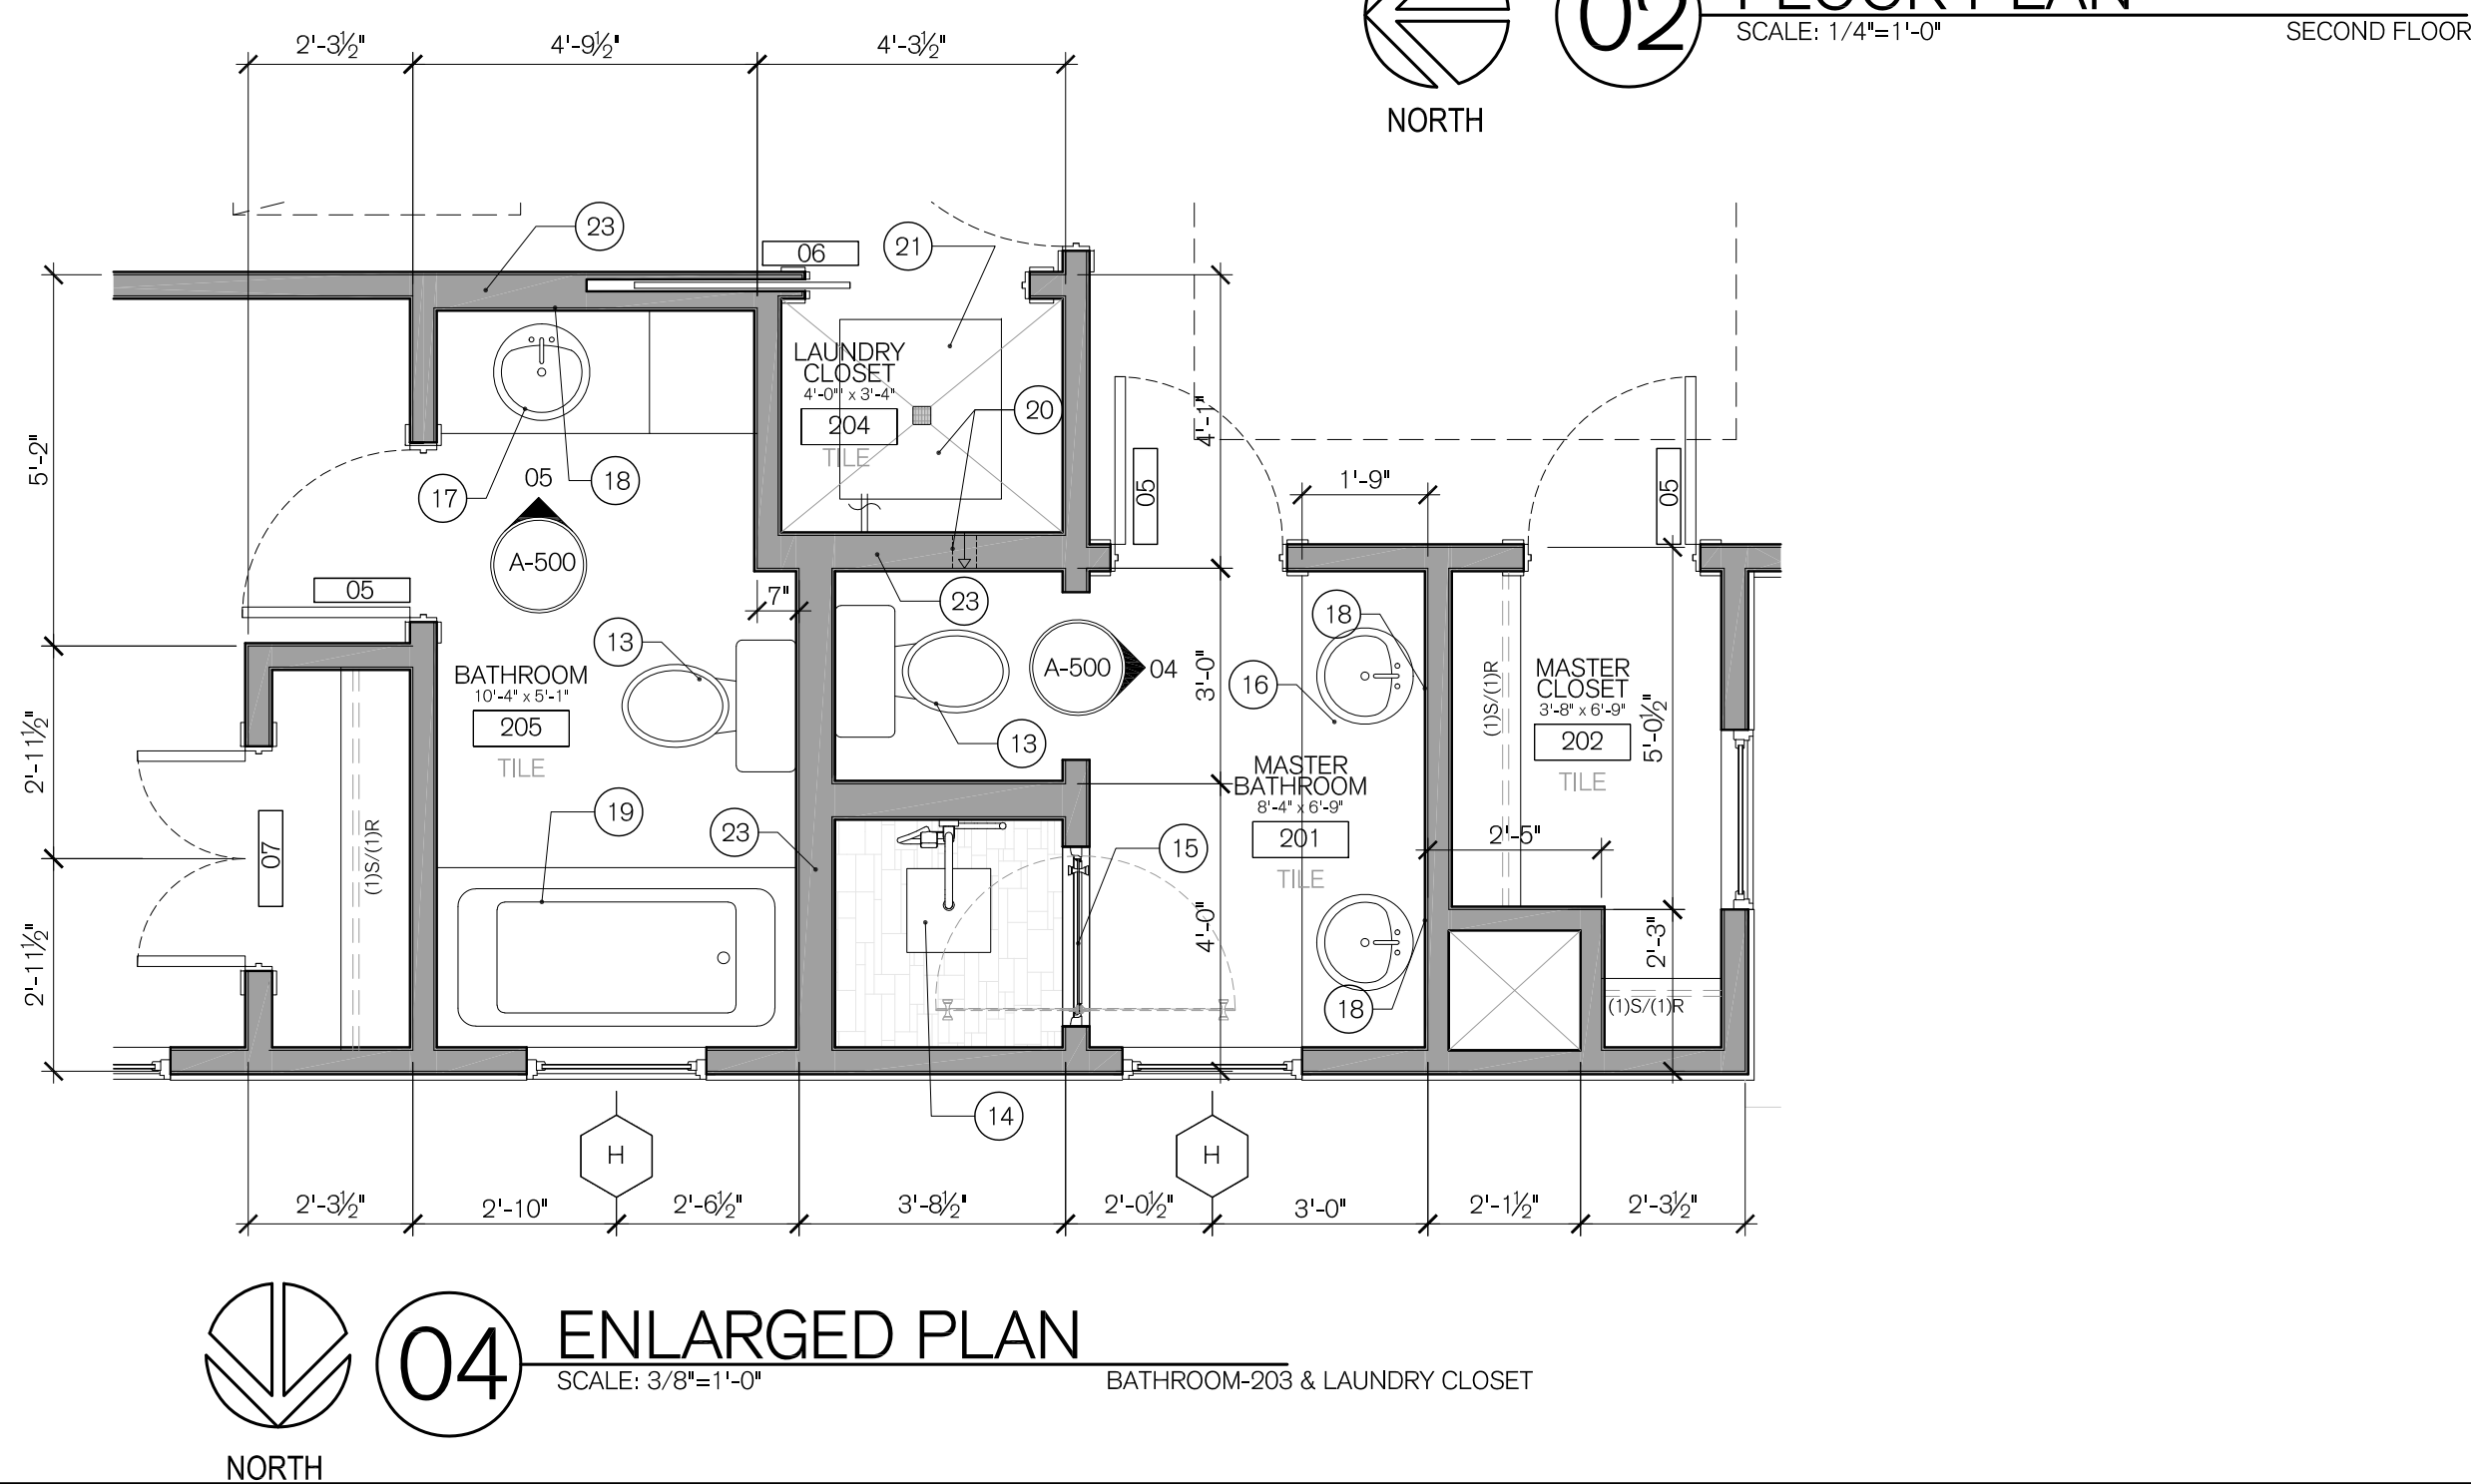 FLOOR PLAN
02
SCALE: 1/4"=1'-0"
SECOND FLOOR
NORTH
2'-3½"
4'-9½"
4'-3½"
23
06
21
LAUNDRY
CLOSET
4'-0" x 3'-4"
204
TILE
20
4'-1"
5'-2"
17
05
18
A-500
05
05
1'-9"
05
7"
23
13
A-500
04
3'-0"
18
16
BATHROOM
10'-4" x 5'-1"
205
TILE
13
(1)S/(1)R
MASTER
CLOSET
3'-8" x 6'-9"
202
TILE
5'-0½"
2'-11½"
MASTER
BATHROOM
8'-4" x 6'-9"
201
TILE
19
23
15
2'-5"
07
(1)S/(1)R
14
4'-0"
2'-3"
18
(1)S/(1)R
2'-11½"
H
H
2'-3½"
2'-10"
2'-6½"
3'-8½"
2'-0½"
3'-0"
2'-1½"
2'-3½"
04
ENLARGED PLAN
SCALE: 3/8"=1'-0"
BATHROOM-203 & LAUNDRY CLOSET
NORTH